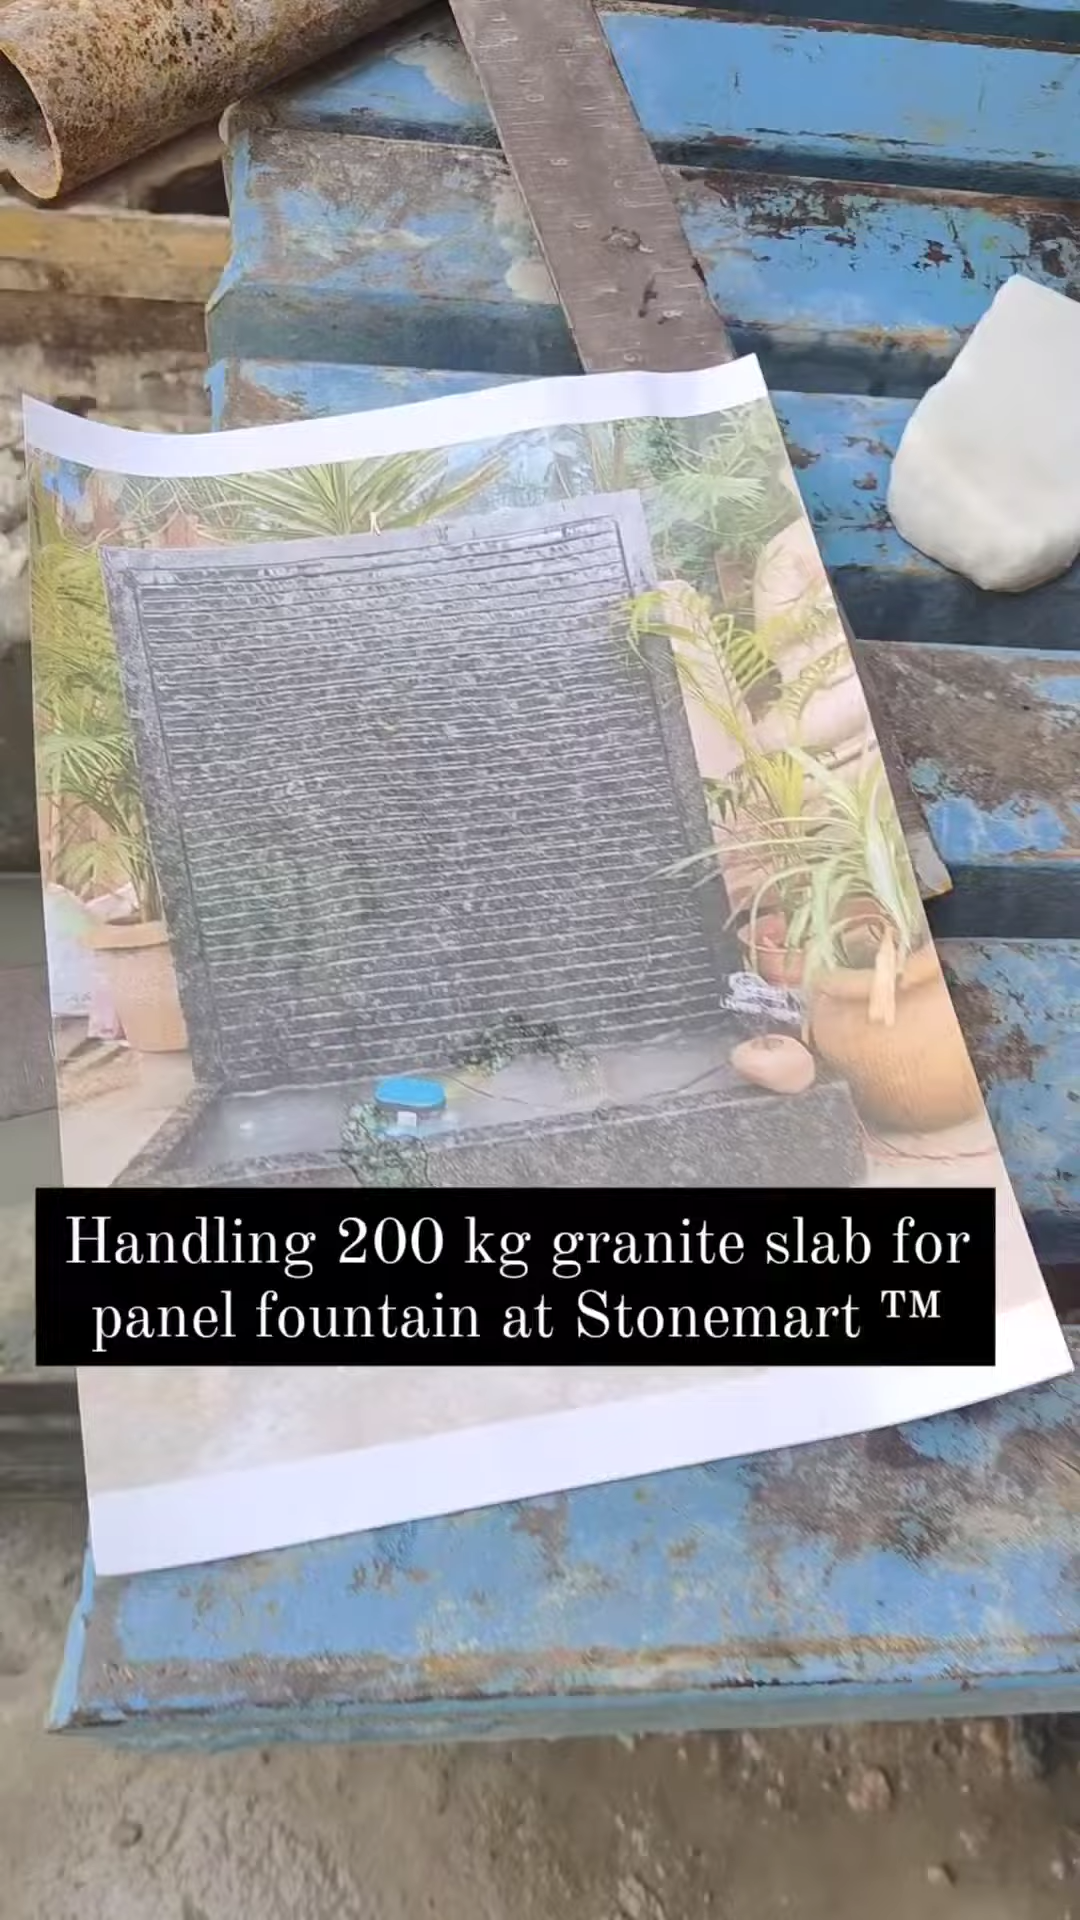 Handling 200 kg granite slab for
panel fountain at Stonemart ™